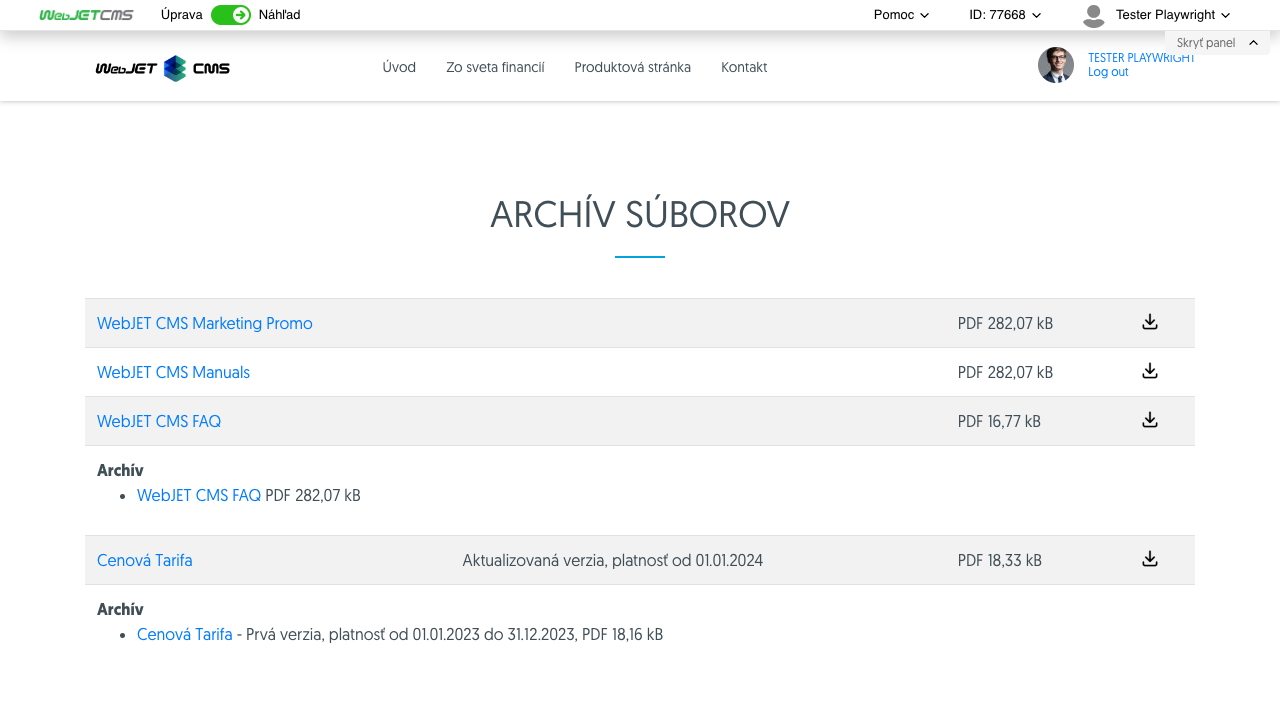 WebJETCMS Úprava Náhľad Pomoc ID: 77668 Tester Playwright
Skryť panel
WebJET CMS Úvod Zo sveta financií Produktová stránka Kontakt TESTER PLAYWRIGHT
Log out
ARCHÍV SÚBOROV
WebJET CMS Marketing Promo PDF 282,07 kB
WebJET CMS Manuals PDF 282,07 kB
WebJET CMS FAQ PDF 16,77 kB
Archív
• WebJET CMS FAQ PDF 282,07 kB
Cenová Tarifa Aktualizovaná verzia, platnosť od 01.01.2024 PDF 18,33 kB
Archív
• Cenová Tarifa - Prvá verzia, platnosť od 01.01.2023 do 31.12.2023, PDF 18,16 kB